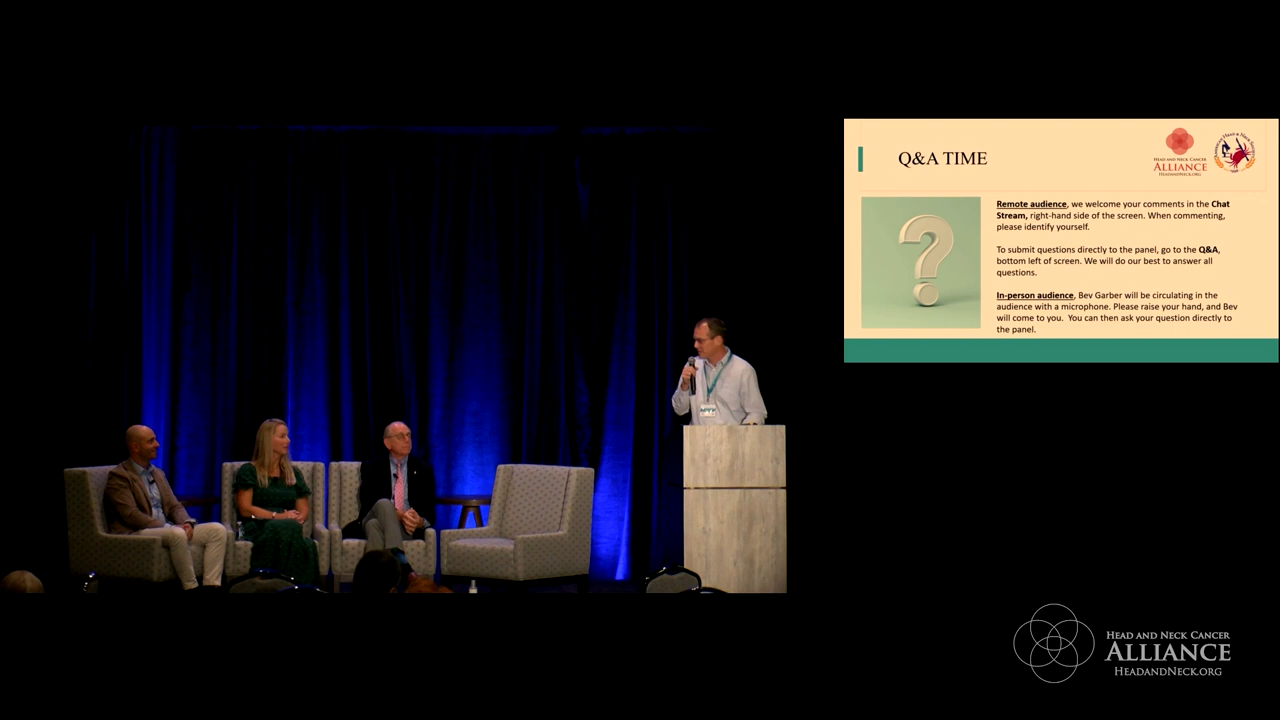 Q&A TIME
HEAD AND NECK CANCER
ALLIANCE
HEADANDNECK.ORG
Remote audience, we welcome your comments in the Chat
Stream, right-hand side of the screen. When commenting,
please identify yourself.
To submit questions directly to the panel, go to the Q&A,
bottom left of screen. We will do our best to answer all
questions.
In-person audience, Bev Garber will be circulating in the
audience with a microphone. Please raise your hand, and Bev
will come to you. You can then ask your question directly to
the panel.
HEAD AND NECK CANCER
ALLIANCE
HEADANDNECK.ORG